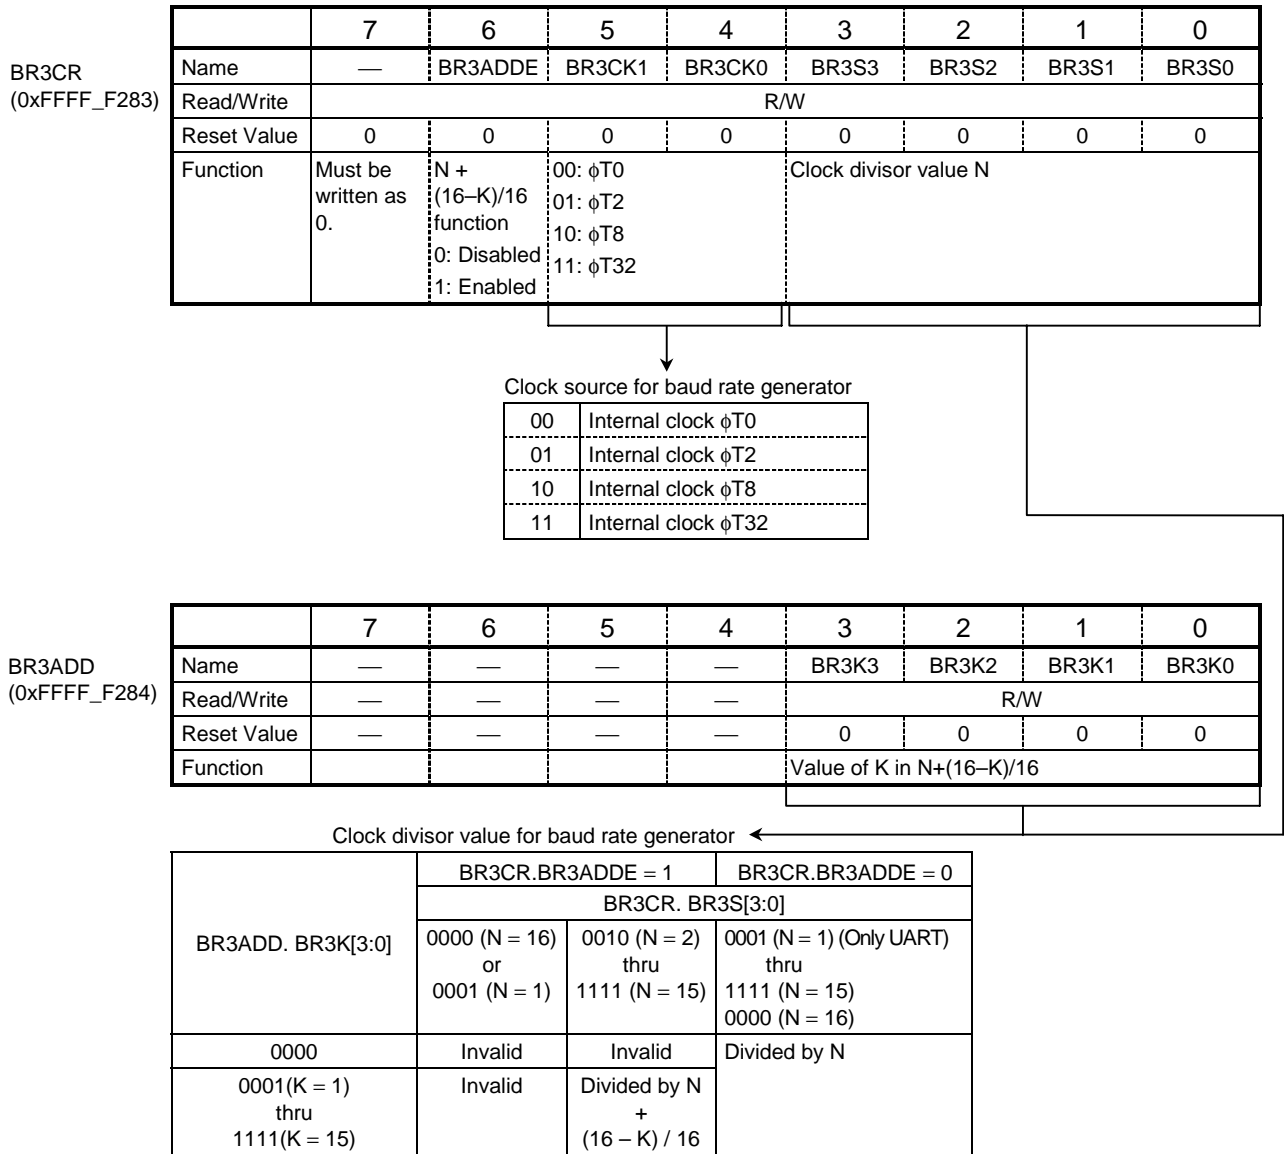 7 6 5 4 3 2 1 0
BR3CR
(0xFFFF_F283)
Name — BR3ADDE BR3CK1 BR3CK0 BR3S3 BR3S2 BR3S1 BR3S0
Read/Write R/W
Reset Value 0 0 0 0 0 0 0 0
Function Must be written as 0. N + (16–K)/16 function 0: Disabled 1: Enabled 00: ϕT0 01: ϕT2 10: ϕT8 11: ϕT32 Clock divisor value N
Clock source for baud rate generator
00 Internal clock ϕT0
01 Internal clock ϕT2
10 Internal clock ϕT8
11 Internal clock ϕT32
7 6 5 4 3 2 1 0
BR3ADD
(0xFFFF_F284)
Name — — — — BR3K3 BR3K2 BR3K1 BR3K0
Read/Write — — — — R/W
Reset Value — — — — 0 0 0 0
Function Value of K in N+(16–K)/16
Clock divisor value for baud rate generator
BR3CR.BR3ADDE = 1 BR3CR.BR3ADDE = 0
BR3CR. BR3S[3:0]
BR3ADD. BR3K[3:0] 0000 (N = 16) or 0001 (N = 1) 0010 (N = 2) thru 1111 (N = 15) 0001 (N = 1) (Only UART) thru 1111 (N = 15) 0000 (N = 16)
0000 Invalid Invalid Divided by N
0001(K = 1) thru 1111(K = 15) Invalid Divided by N + (16 – K) / 16